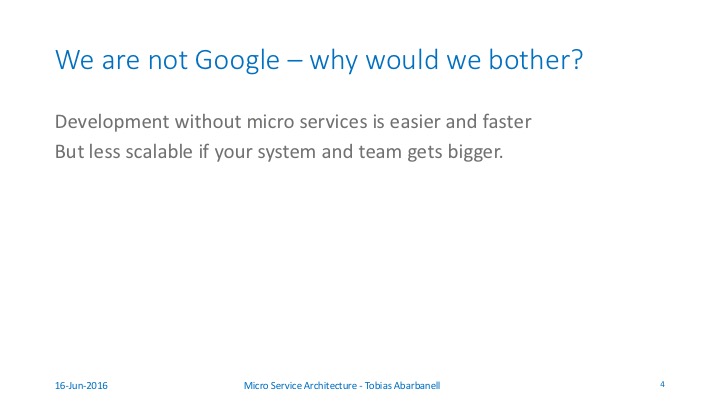 We are not Google – why would we bother?
Development without micro services is easier and faster
But less scalable if your system and team gets bigger.
16-Jun-2016
Micro Service Architecture - Tobias Abarbanell
4